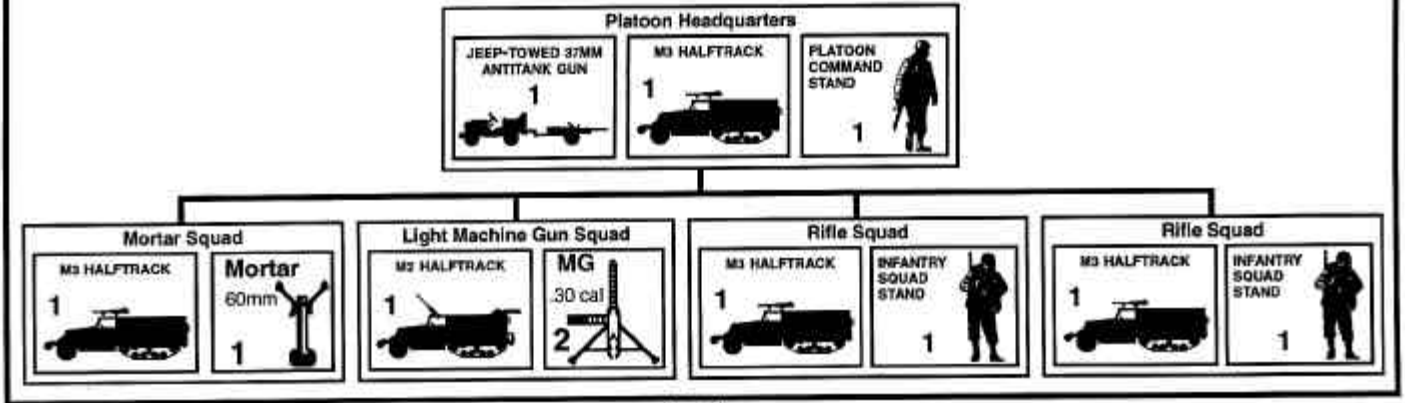 Platoon Headquarters
JEEP-TOWED 37MM
ANTITANK GUN
1
M3 HALFTRACK
1
PLATOON
COMMAND
STAND
1
Mortar Squad
M3 HALFTRACK
1
Mortar
60mm
1
Light Machine Gun Squad
M2 HALFTRACK
1
MG
.30 cal
2
Rifle Squad
M3 HALFTRACK
1
INFANTRY
SQUAD
STAND
1
Rifle Squad
M3 HALFTRACK
1
INFANTRY
SQUAD
STAND
1